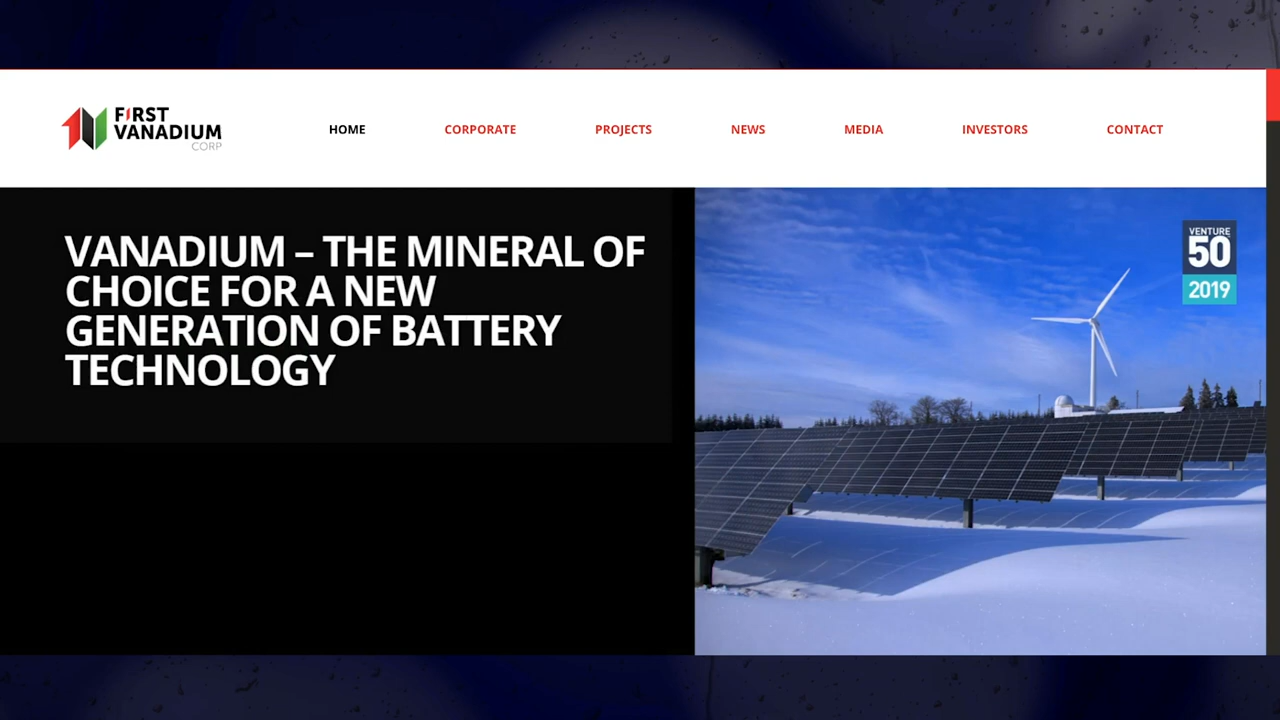 FIRST
VANADIUM
CORP
HOME
CORPORATE
PROJECTS
NEWS
MEDIA
INVESTORS
CONTACT
VANADIUM – THE MINERAL OF
CHOICE FOR A NEW
GENERATION OF BATTERY
TECHNOLOGY
VENTURE
50
2019